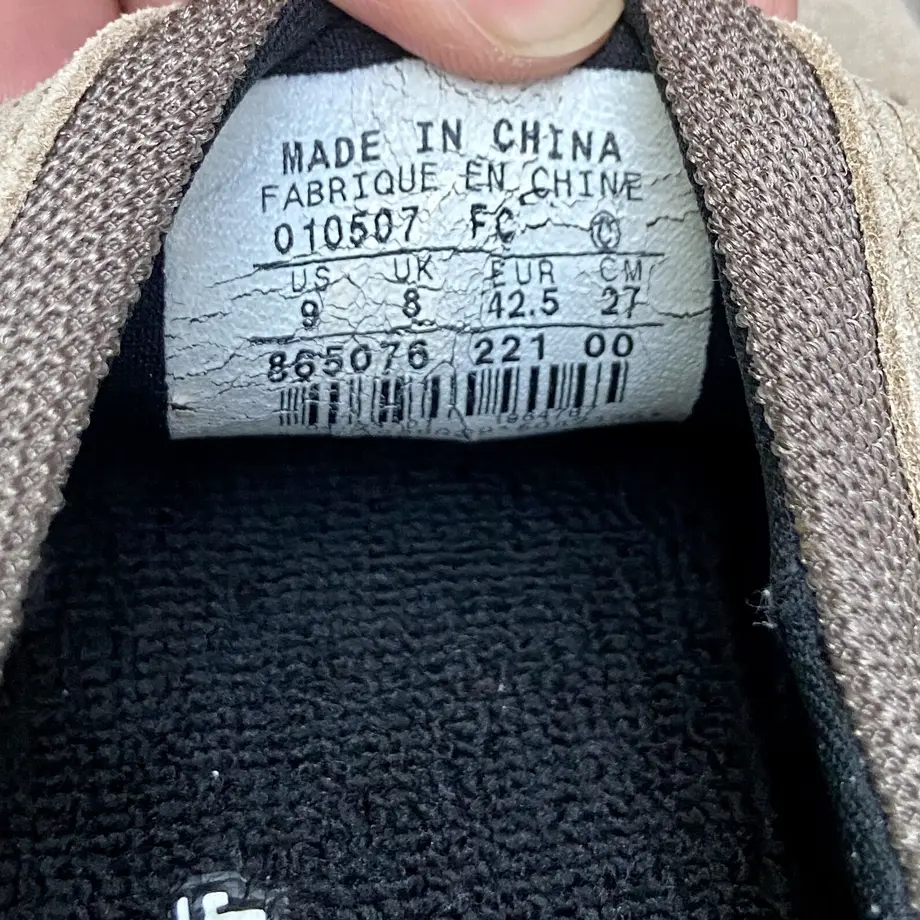 MADE IN CHINA
FABRIQUE EN CHINE
010507 FC
US UK EUR CM
9 8 42.5 27
865076 221 00